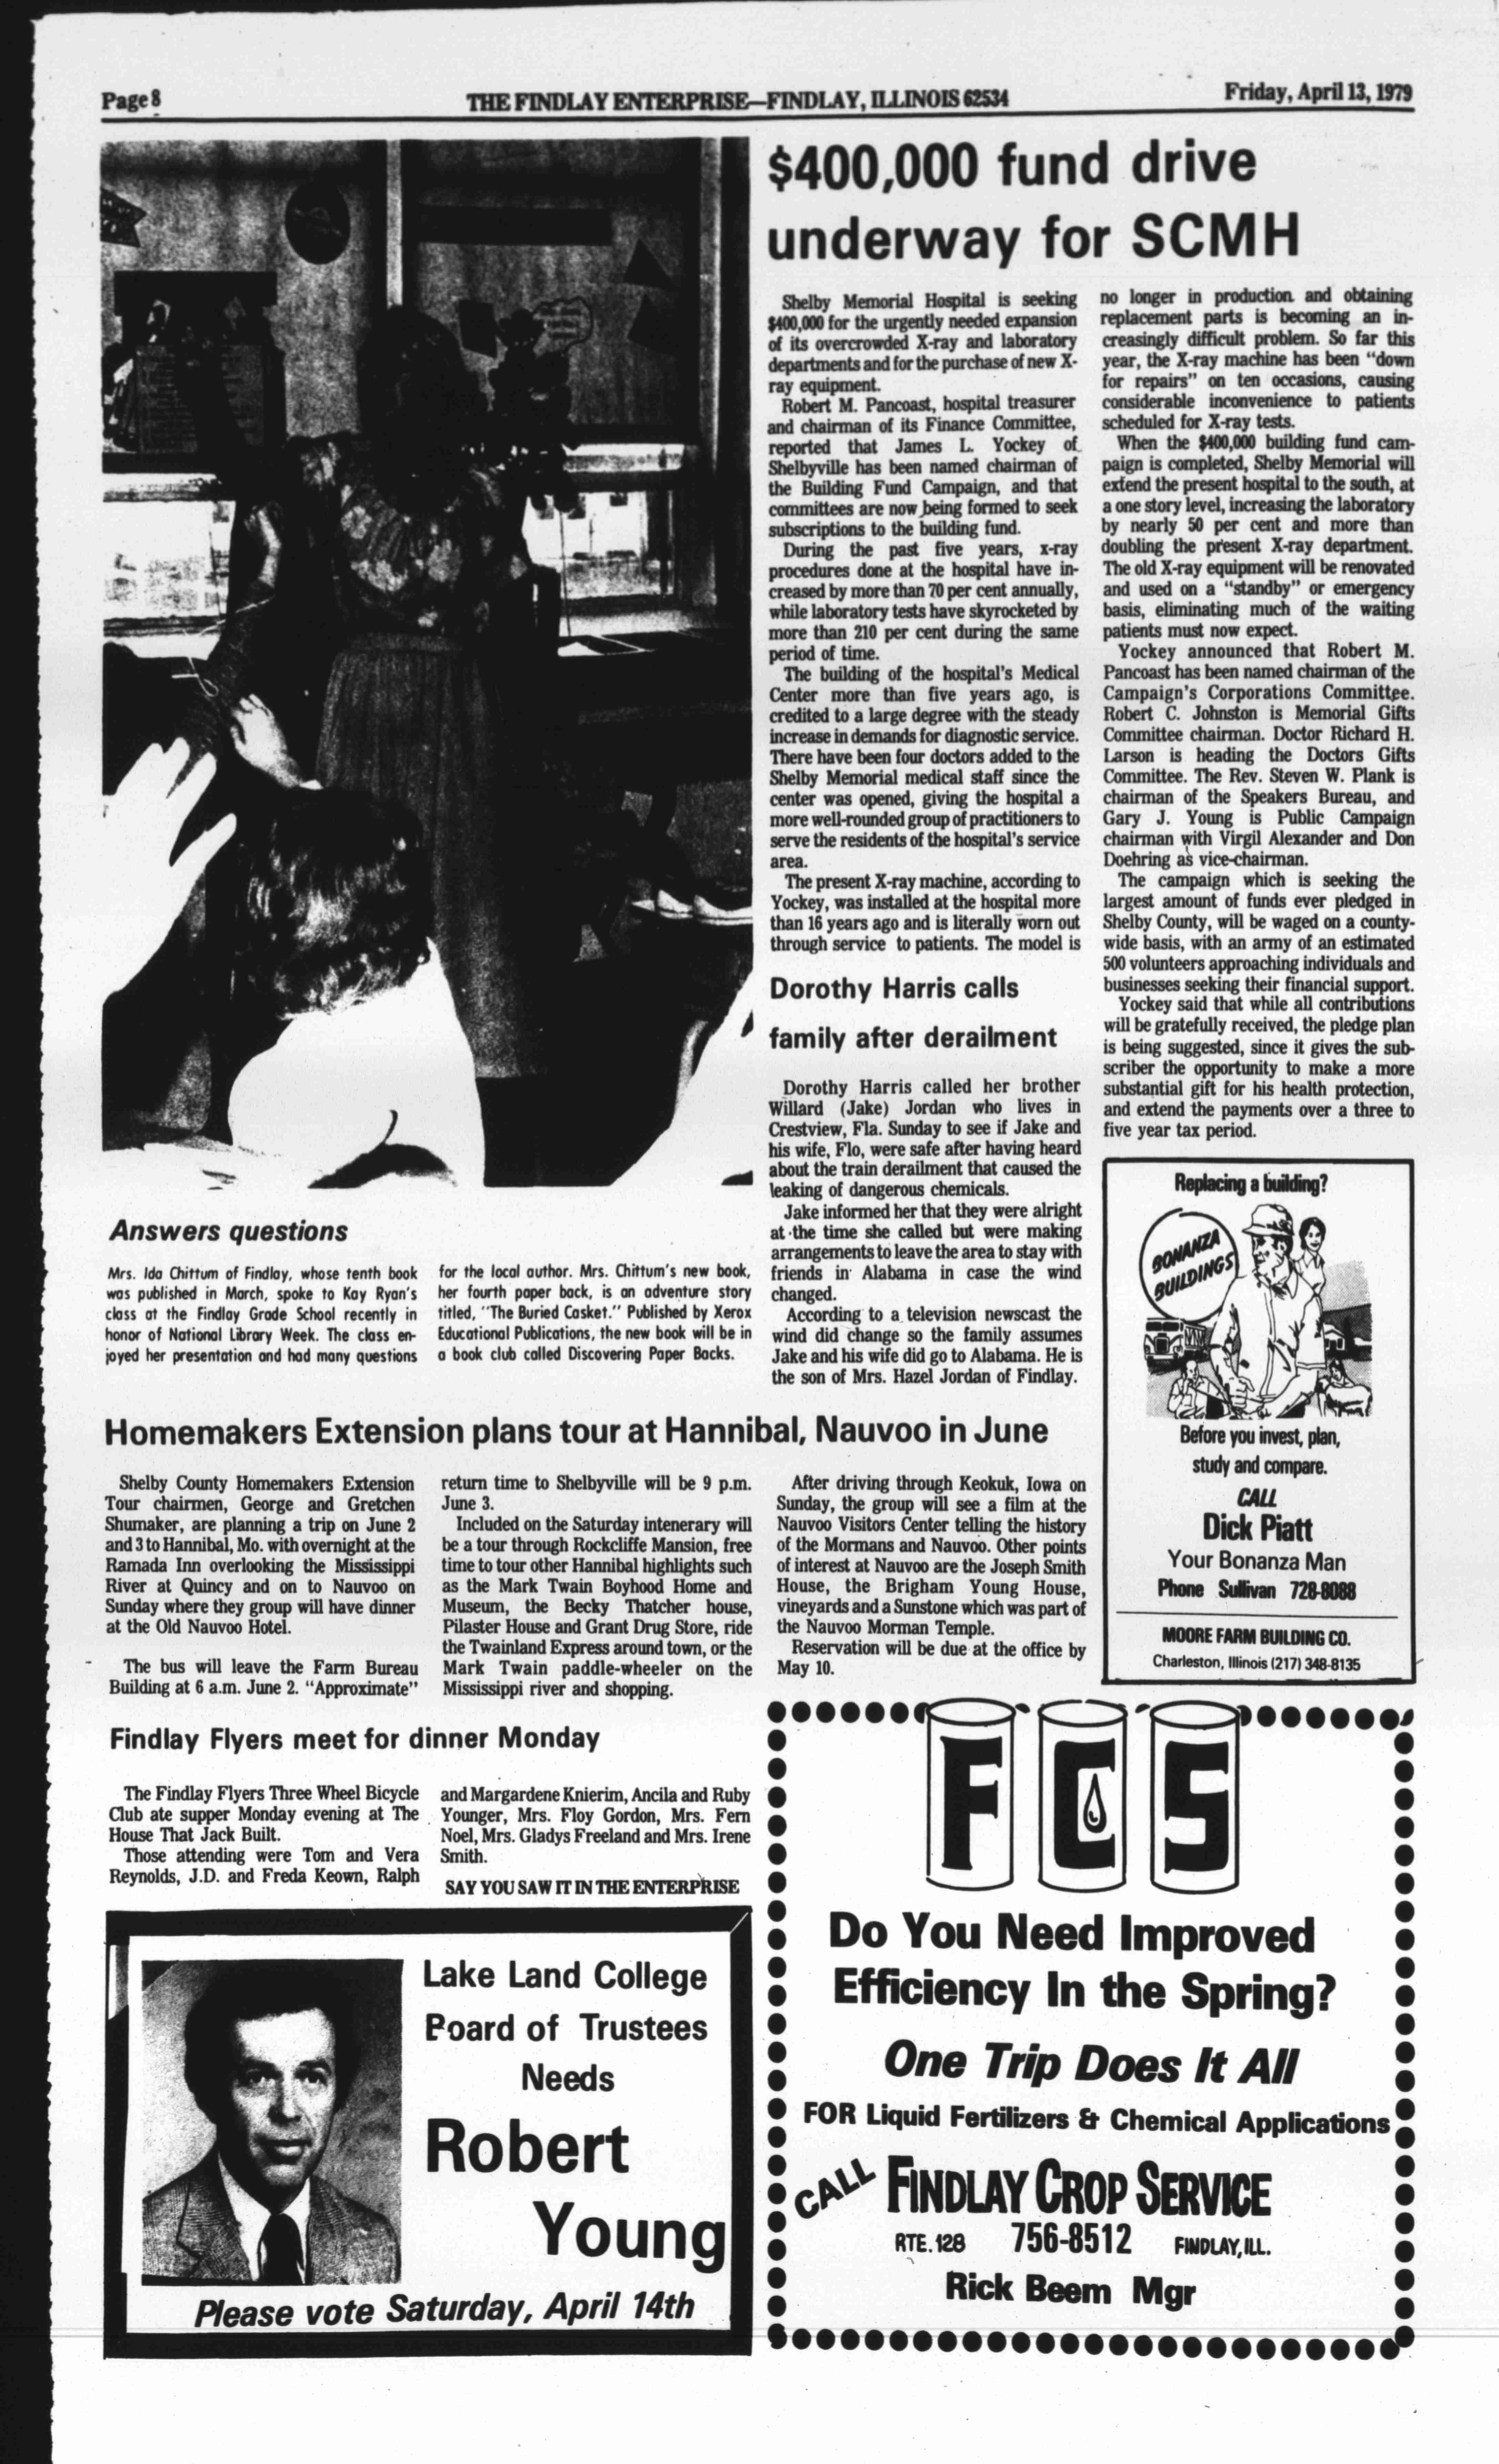 Page 8
THE FINDLAY ENTERPRISE—FINDLAY, ILLINOIS 62534
Friday, April 13, 1979
$400,000 fund drive
underway for SCMH
Shelby Memorial Hospital is seeking
$400,000 for the urgently needed expansion
of its overcrowded X-ray and laboratory
departments and for the purchase of new X-
ray equipment.
Robert M. Pancoast, hospital treasurer
and chairman of its Finance Committee,
reported that James L. Yockey of
Shelbyville has been named chairman of
the Building Fund Campaign, and that
committees are now being formed to seek
subscriptions to the building fund.
During the past five years, x-ray
procedures done at the hospital have in-
creased by more than 70 per cent annually,
while laboratory tests have skyrocketed by
more than 210 per cent during the same
period of time.
The building of the hospital's Medical
Center more than five years ago, is
credited to a large degree with the steady
increase in demands for diagnostic service.
There have been four doctors added to the
Shelby Memorial medical staff since the
center was opened, giving the hospital a
more well-rounded group of practitioners to
serve the residents of the hospital's service
area.
The present X-ray machine, according to
Yockey, was installed at the hospital more
than 16 years ago and is literally worn out
through service to patients. The model is
no longer in production and obtaining
replacement parts is becoming an in-
creasingly difficult problem. So far this
year, the X-ray machine has been "down
for repairs" on ten occasions, causing
considerable inconvenience to patients
scheduled for X-ray tests.
When the $400,000 building fund cam-
paign is completed, Shelby Memorial will
extend the present hospital to the south, at
a one story level, increasing the laboratory
by nearly 50 per cent and more than
doubling the present X-ray department.
The old X-ray equipment will be renovated
and used on a "standby" or emergency
basis, eliminating much of the waiting
patients must now expect.
Yockey announced that Robert M.
Pancoast has been named chairman of the
Campaign's Corporations Committee.
Robert C. Johnston is Memorial Gifts
Committee chairman. Doctor Richard H.
Larson is heading the Doctors Gifts
Committee. The Rev. Steven W. Plank is
chairman of the Speakers Bureau, and
Gary J. Young is Public Campaign
chairman with Virgil Alexander and Don
Doehring as vice-chairman.
The campaign which is seeking the
largest amount of funds ever pledged in
Shelby County, will be waged on a county-
wide basis, with an army of an estimated
500 volunteers approaching individuals and
businesses seeking their financial support.
Yockey said that while all contributions
will be gratefully received, the pledge plan
is being suggested, since it gives the sub-
scriber the opportunity to make a more
substantial gift for his health protection,
and extend the payments over a three to
five year tax period.
Dorothy Harris calls
family after derailment
Dorothy Harris called her brother
Willard (Jake) Jordan who lives in
Crestview, Fla. Sunday to see if Jake and
his wife, Flo, were safe after having heard
about the train derailment that caused the
leaking of dangerous chemicals.
Jake informed her that they were alright
at the time she called but were making
arrangements to leave the area to stay with
friends in Alabama in case the wind
changed.
According to a television newscast the
wind did change so the family assumes
Jake and his wife did go to Alabama. He is
the son of Mrs. Hazel Jordan of Findlay.
Answers questions
Mrs. Ida Chittum of Findlay, whose tenth book
was published in March, spoke to Kay Ryan's
class at the Findlay Grade School recently in
honor of National Library Week. The class en-
joyed her presentation and had many questions
for the local author. Mrs. Chittum's new book,
her fourth paper back, is an adventure story
titled, "The Buried Casket." Published by Xerox
Educational Publications, the new book will be in
a book club called Discovering Paper Backs.
Replacing a building?
BONANZA
BUILDINGS
Before you invest, plan,
study and compare.
CALL
Dick Piatt
Your Bonanza Man
Phone Sullivan 728-8088
MOORE FARM BUILDING CO.
Charleston, Illinois (217) 348-8135
Homemakers Extension plans tour at Hannibal, Nauvoo in June
Shelby County Homemakers Extension
Tour chairmen, George and Gretchen
Shumaker, are planning a trip on June 2
and 3 to Hannibal, Mo. with overnight at the
Ramada Inn overlooking the Mississippi
River at Quincy and on to Nauvoo on
Sunday where they group will have dinner
at the Old Nauvoo Hotel.
The bus will leave the Farm Bureau
Building at 6 a.m. June 2. "Approximate"
return time to Shelbyville will be 9 p.m.
June 3.
Included on the Saturday intenerary will
be a tour through Rockcliffe Mansion, free
time to tour other Hannibal highlights such
as the Mark Twain Boyhood Home and
Museum, the Becky Thatcher house,
Pilaster House and Grant Drug Store, ride
the Twainland Express around town, or the
Mark Twain paddle-wheeler on the
Mississippi river and shopping.
After driving through Keokuk, Iowa on
Sunday, the group will see a film at the
Nauvoo Visitors Center telling the history
of the Mormans and Nauvoo. Other points
of interest at Nauvoo are the Joseph Smith
House, the Brigham Young House,
vineyards and a Sunstone which was part of
the Nauvoo Morman Temple.
Reservation will be due at the office by
May 10.
Findlay Flyers meet for dinner Monday
The Findlay Flyers Three Wheel Bicycle
Club ate supper Monday evening at The
House That Jack Built.
Those attending were Tom and Vera
Reynolds, J.D. and Freda Keown, Ralph
and Margardene Knierim, Ancila and Ruby
Younger, Mrs. Floy Gordon, Mrs. Fern
Noel, Mrs. Gladys Freeland and Mrs. Irene
Smith.
SAY YOU SAW IT IN THE ENTERPRISE
Lake Land College
Board of Trustees
Needs
Robert
Young
Please vote Saturday, April 14th
FCS
Do You Need Improved
Efficiency In the Spring?
One Trip Does It All
FOR Liquid Fertilizers & Chemical Applications
CALL FINDLAY CROP SERVICE
RTE. 128 756-8512 FINDLAY, ILL.
Rick Beem Mgr